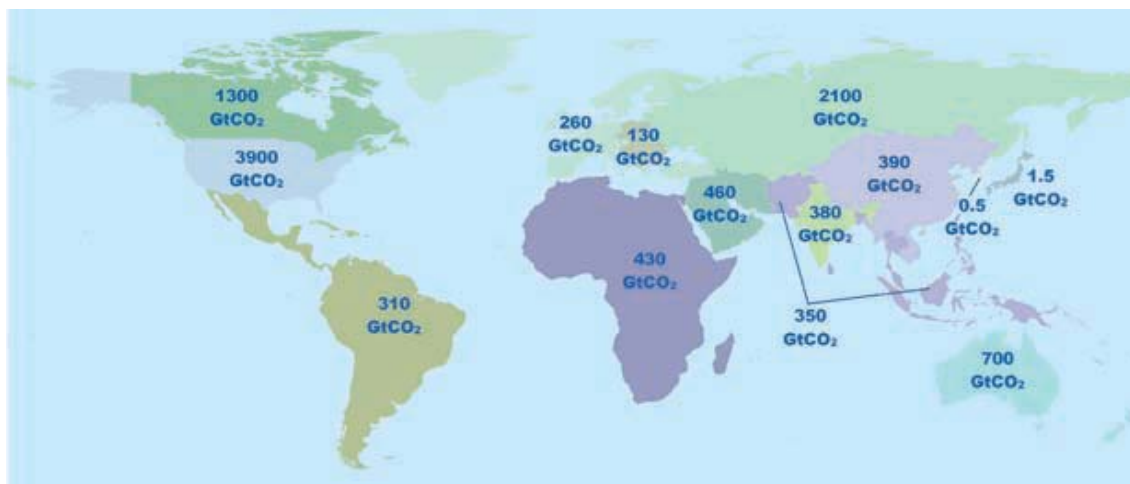 1300
GtCO₂
2100
GtCO₂
260
GtCO₂
130
GtCO₂
3900
GtCO₂
390
GtCO₂
1.5
GtCO₂
460
GtCO₂
0.5
GtCO₂
380
GtCO₂
430
GtCO₂
310
GtCO₂
350
GtCO₂
700
GtCO₂